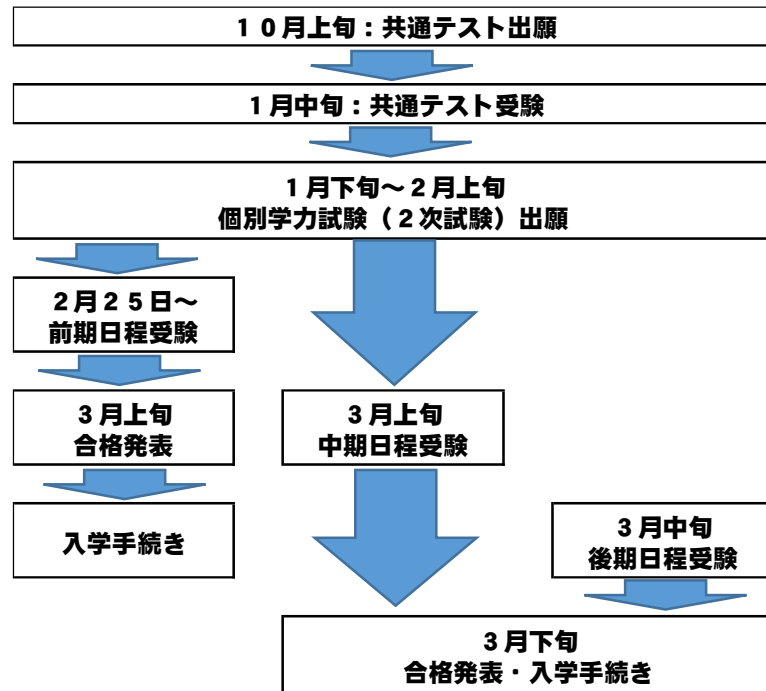 １０月上旬：共通テスト出願
１月中旬：共通テスト受験
１月下旬～２月上旬
個別学力試験（２次試験）出願
２月２５日～
前期日程受験
３月上旬
合格発表
３月上旬
中期日程受験
入学手続き
３月中旬
後期日程受験
３月下旬
合格発表・入学手続き